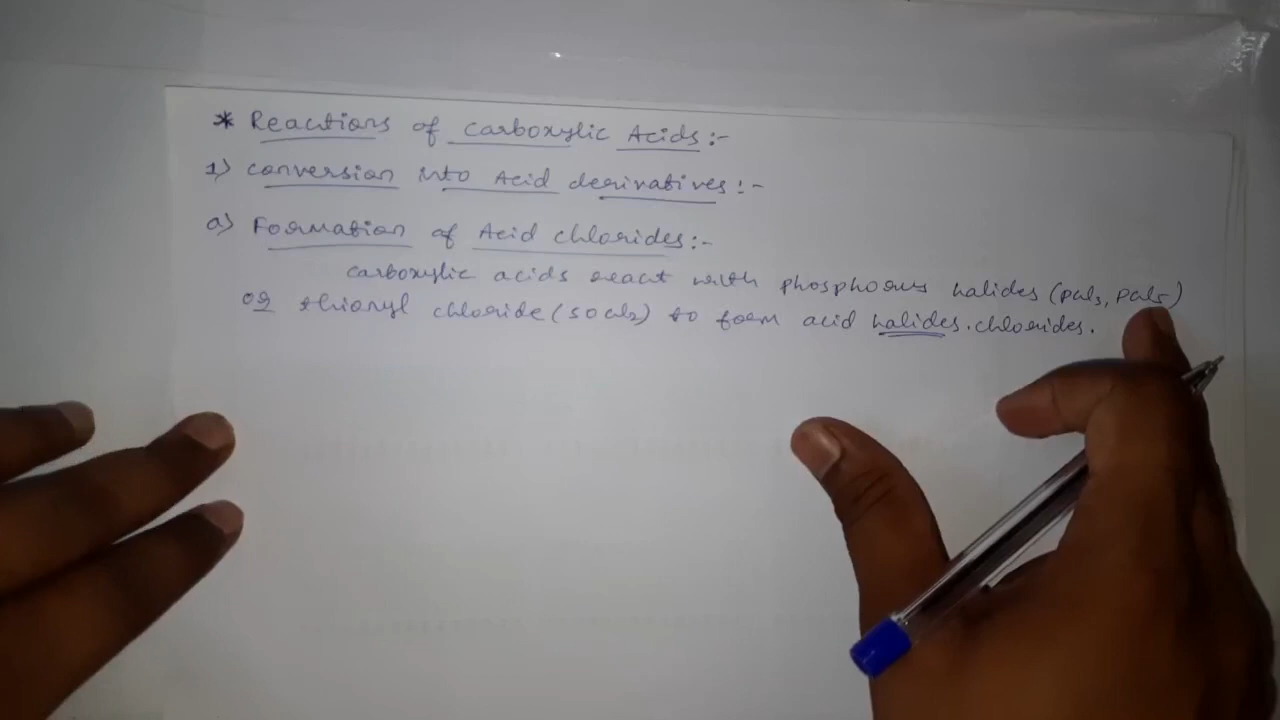 * Reactions of Carboxylic Acids:-
1) Conversion into Acid derivatives:-
a) Formation of Acid chlorides:-
Carboxylic acids react with phosphorus halides (PCl3, PCl5)
or thionyl chloride (SOCl2) to form acid halides. chlorides.